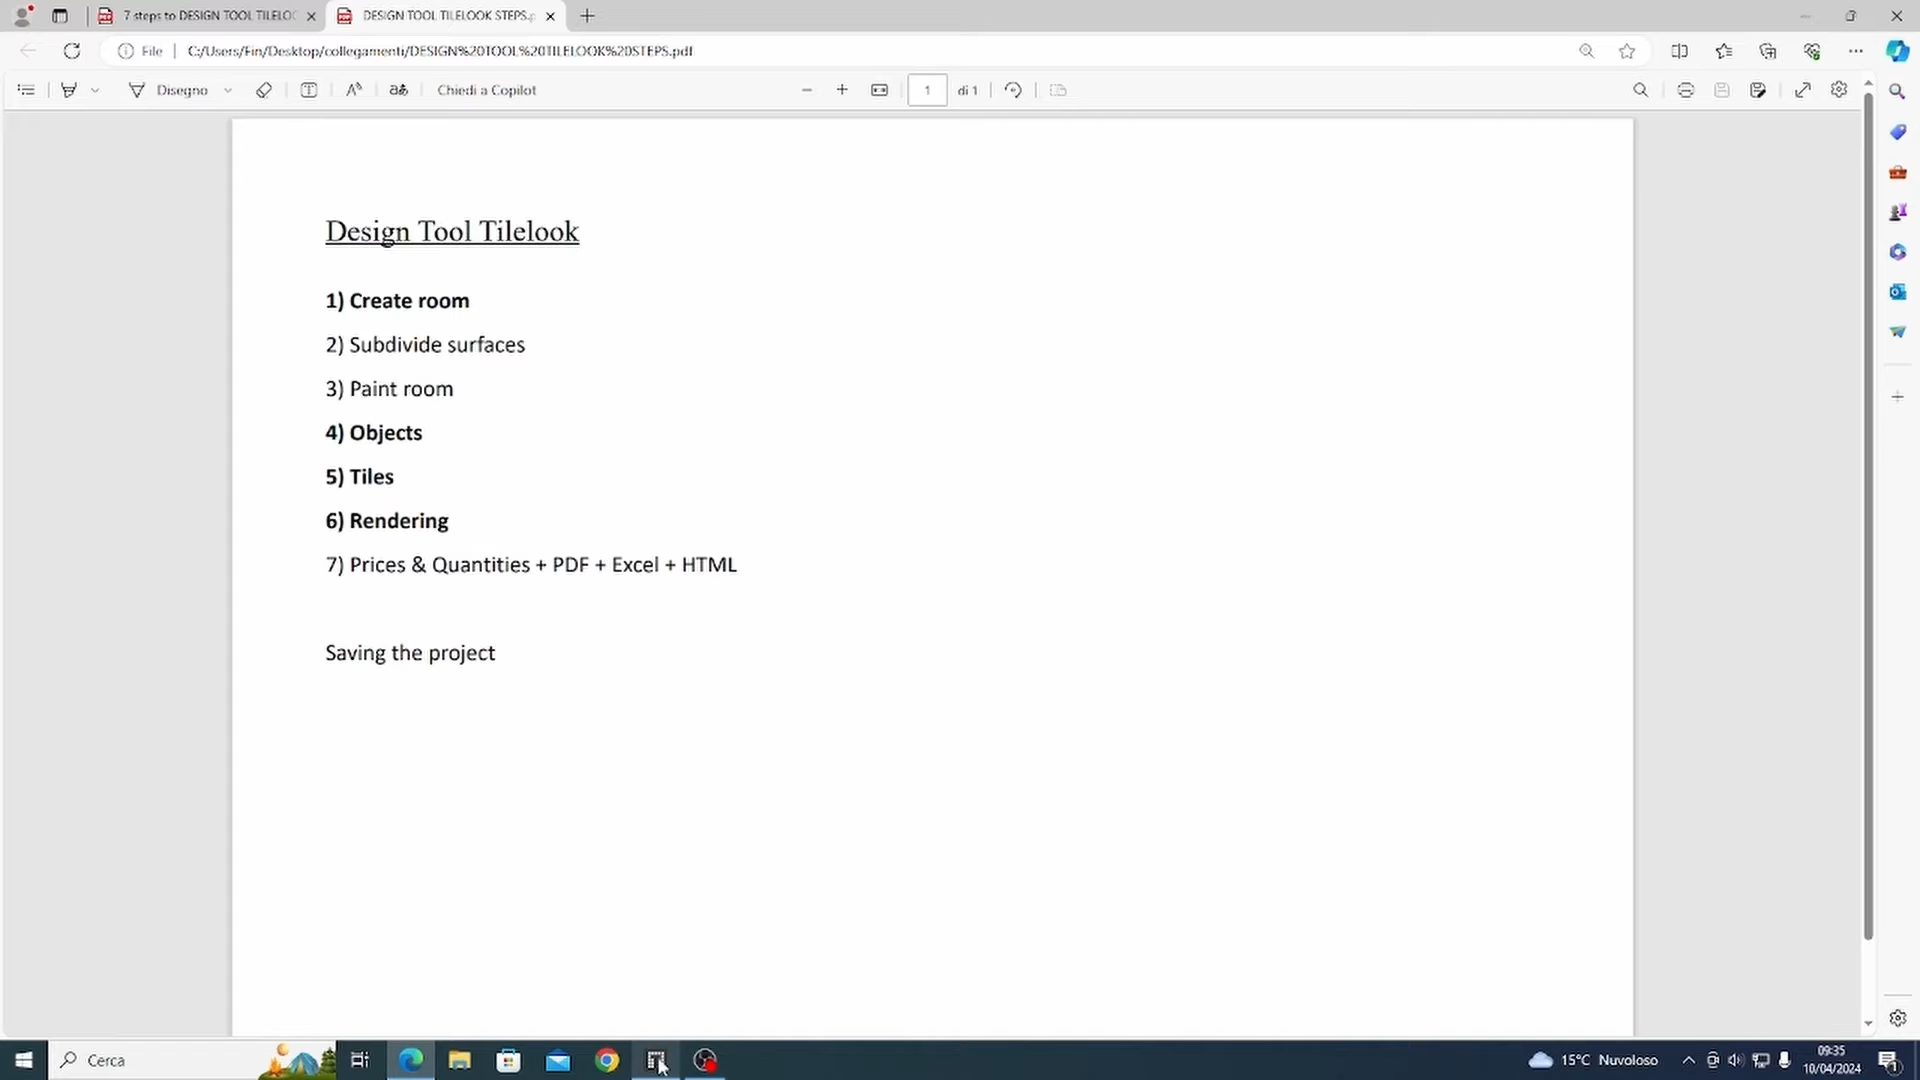 7 steps to DESIGN TOOL TILELOO
DESIGN TOOL TILELOOK STEPS.p
File
C:/Users/Fin/Desktop/collegamenti/DESIGN%20TOOL%20TILELOOK%20STEPS.pdf
Disegno
Chiedi a Copilot
1
di 1
Design Tool Tilelook
1) Create room
2) Subdivide surfaces
3) Paint room
4) Objects
5) Tiles
6) Rendering
7) Prices & Quantities + PDF + Excel + HTML
Saving the project
Cerca
15°C Nuvoloso
09:35
10/04/2024